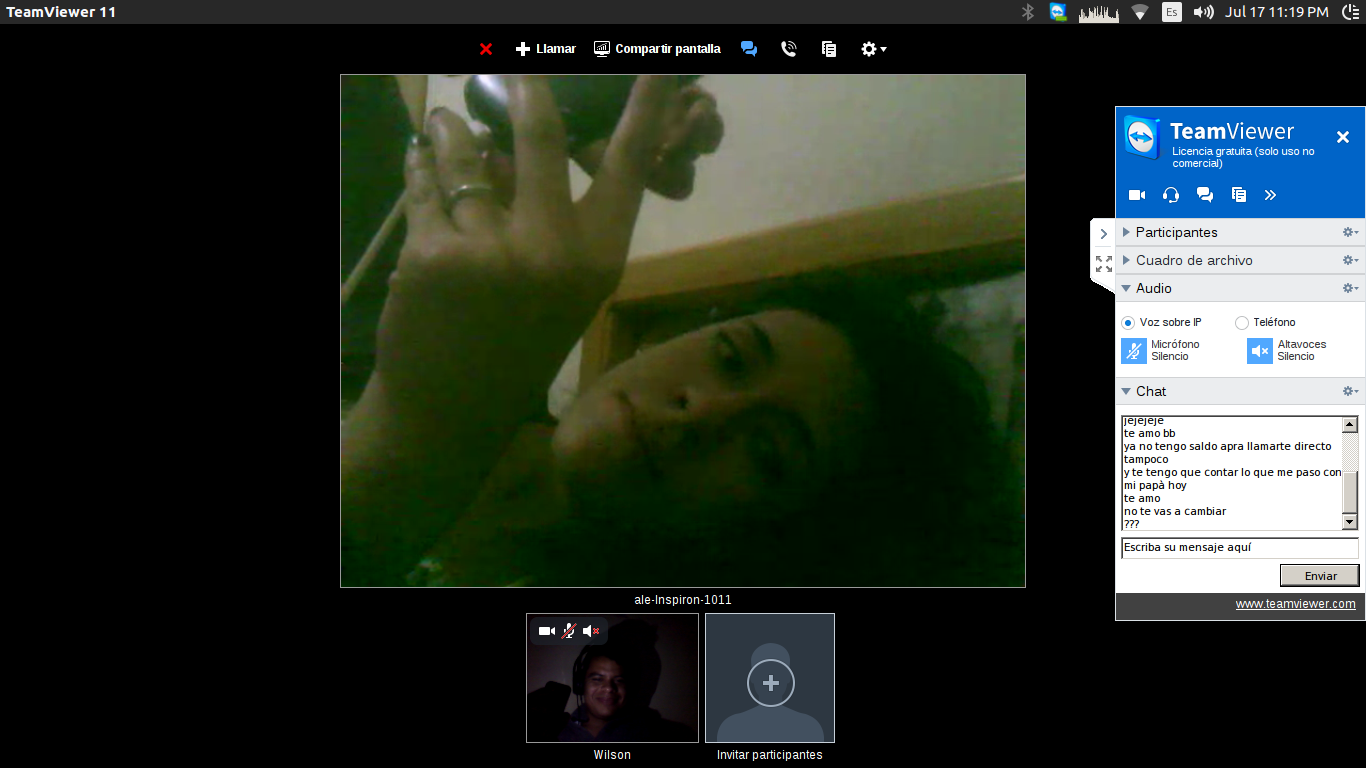 TeamViewer 11
Es
Jul 17 11:19 PM
Llamar
Compartir pantalla
TeamViewer
Licencia gratuita (solo uso no
comercial)
Participantes
Cuadro de archivo
Audio
Voz sobre IP
Teléfono
Micrófono
Silencio
Altavoces
Silencio
Chat
jejejeje
te amo bb
ya no tengo saldo apra llamarte directo
tampoco
y te tengo que contar lo que me paso con
mi papà hoy
te amo
no te vas a cambiar
???
Escriba su mensaje aquí
Enviar
www.teamviewer.com
ale-Inspiron-1011
Wilson
Invitar participantes